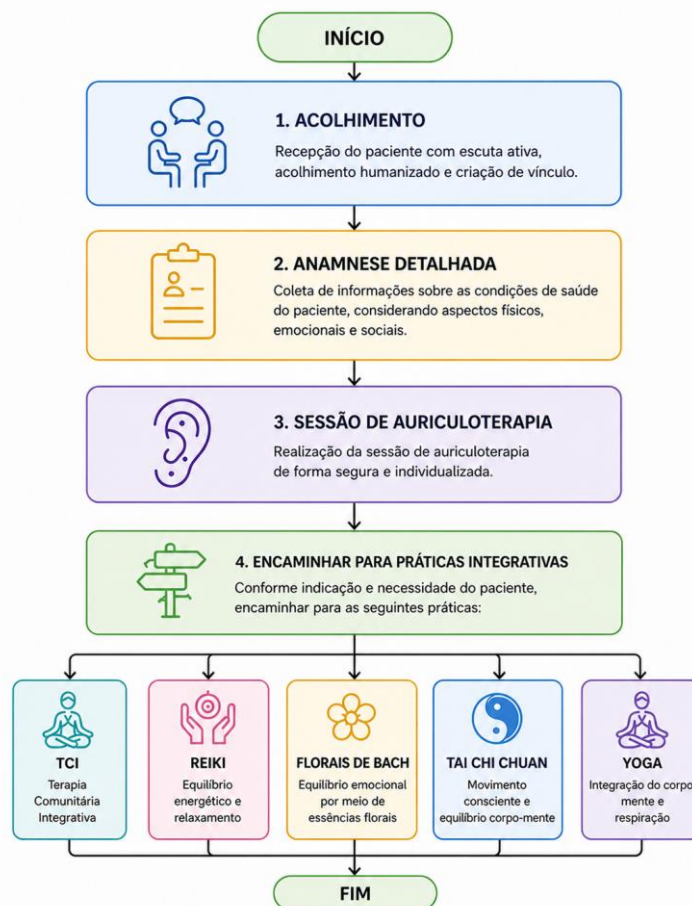 INÍCIO
1. ACOLHIMENTO
Recepção do paciente com escuta ativa,
acolhimento humanizado e criação de vínculo.
2. ANAMNESE DETALHADA
Coleta de informações sobre as condições de saúde
do paciente, considerando aspectos físicos,
emocionais e sociais.
3. SESSÃO DE AURICULOTERAPIA
Realização da sessão de auriculoterapia
de forma segura e individualizada.
4. ENCAMINHAR PARA PRÁTICAS INTEGRATIVAS
Conforme indicação e necessidade do paciente,
encaminhar para as seguintes práticas:
TCI
Terapia
Comunitária
Integrativa
REIKI
Equilíbrio
energético e
relaxamento
FLORAIS DE BACH
Equilíbrio emocional
por meio de
essências florais
TAI CHI CHUAN
Movimento
consciente e
equilíbrio corpo-mente
YOGA
Integração do corpo,
mente e
respiração
FIM